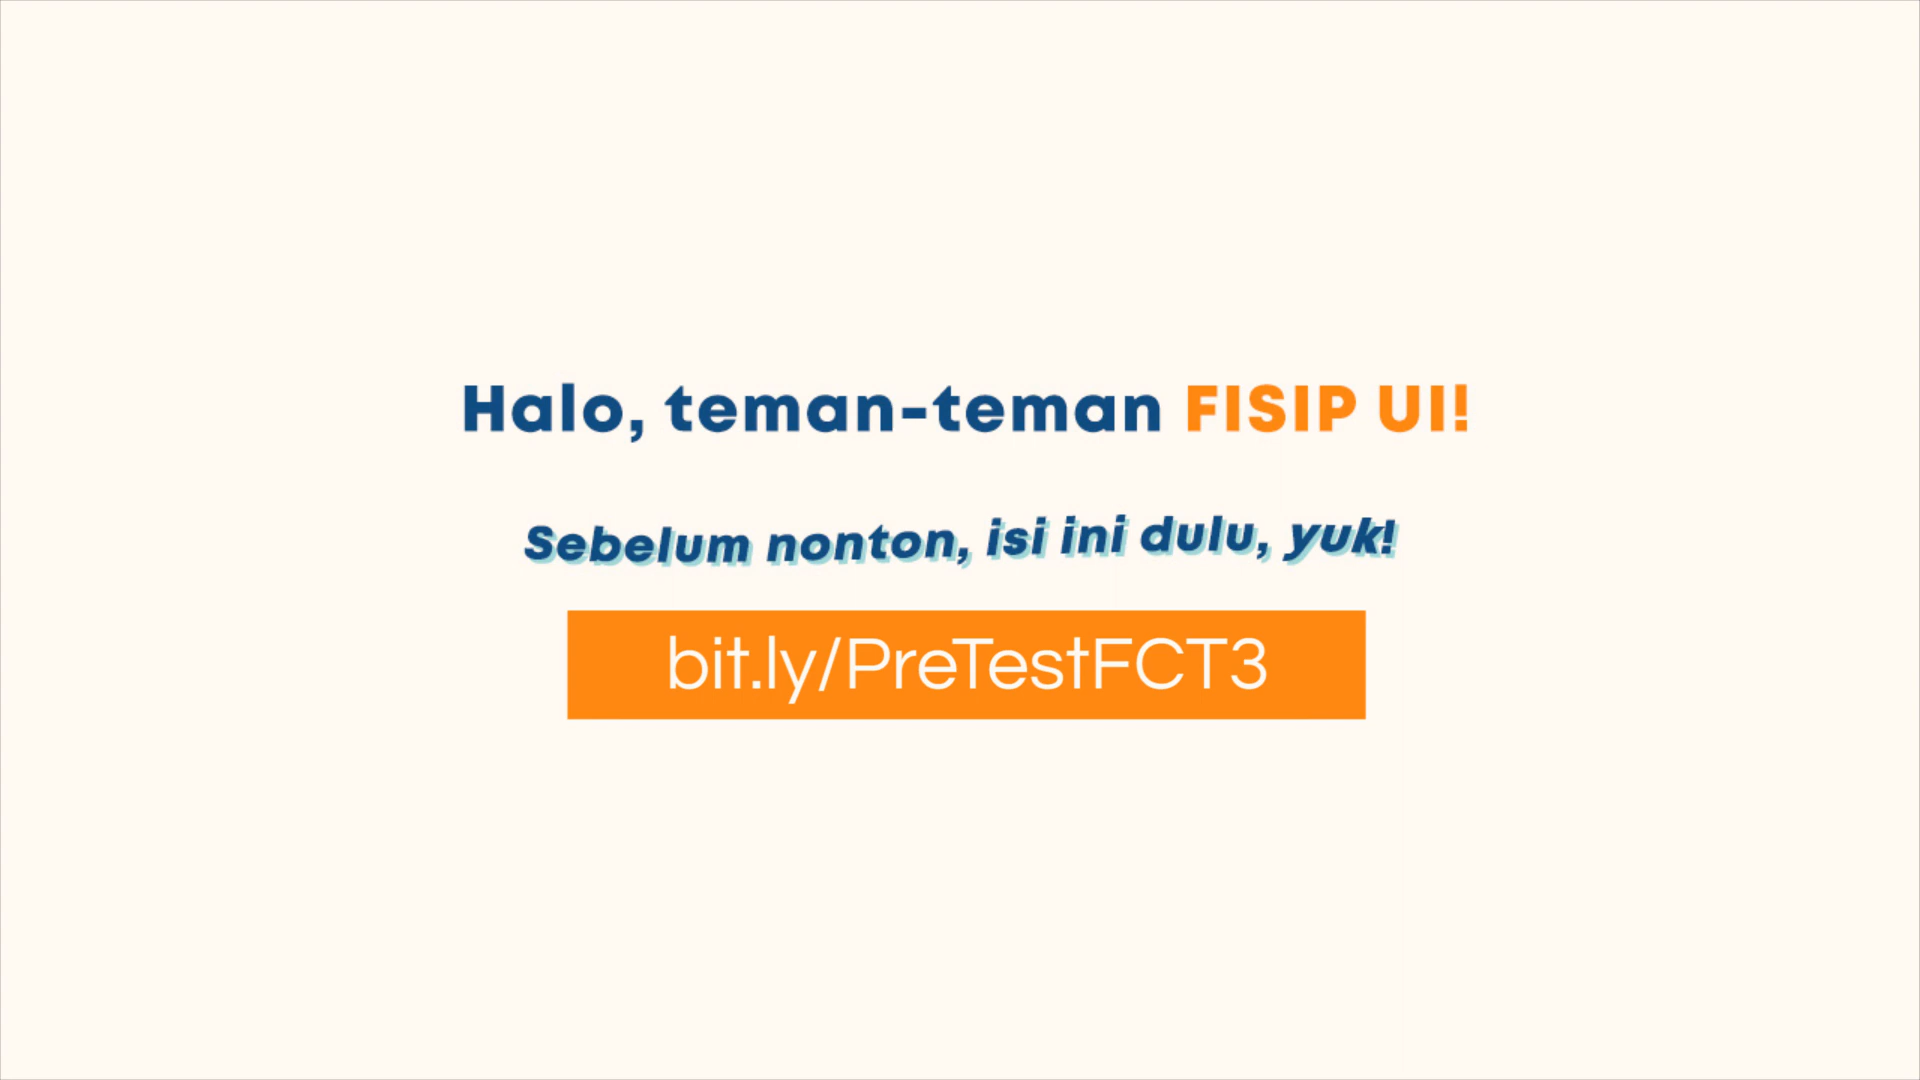 Halo, teman-teman FISIP UI!
Sebelum nonton, isi ini dulu, yuk!
bit.ly/PreTestFCT3